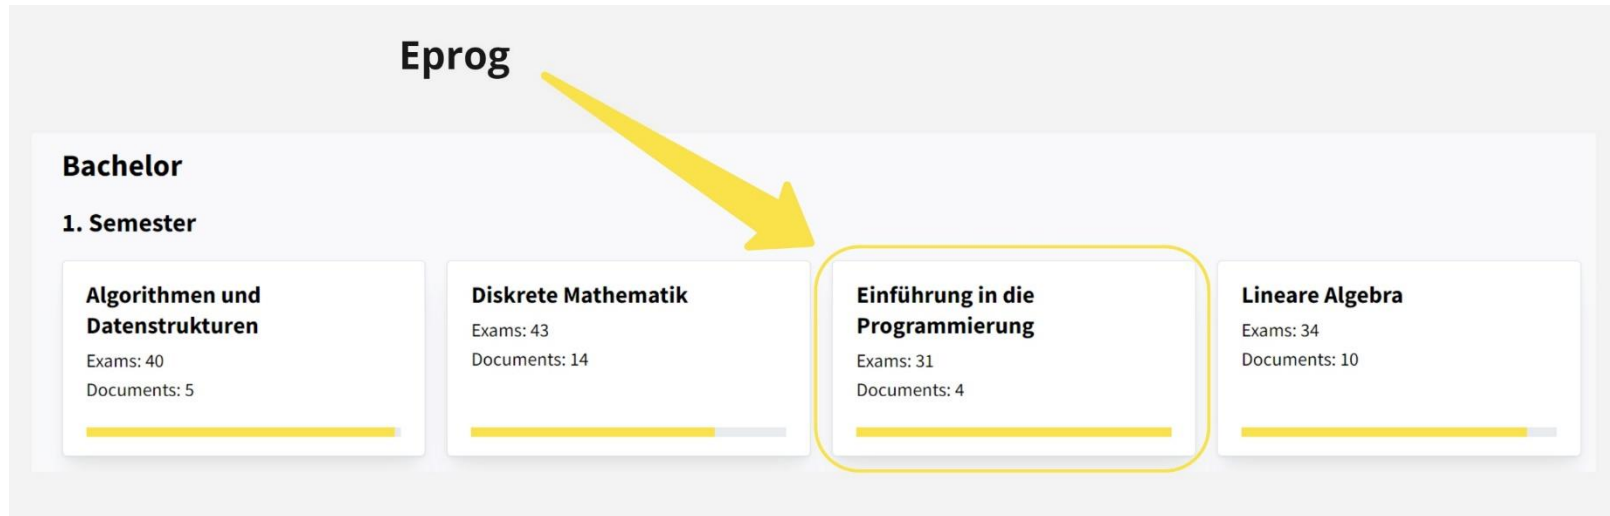 Eprog
Bachelor
1. Semester
Algorithmen und
Datenstrukturen
Exams: 40
Documents: 5
Diskrete Mathematik
Exams: 43
Documents: 14
Einführung in die
Programmierung
Exams: 31
Documents: 4
Lineare Algebra
Exams: 34
Documents: 10